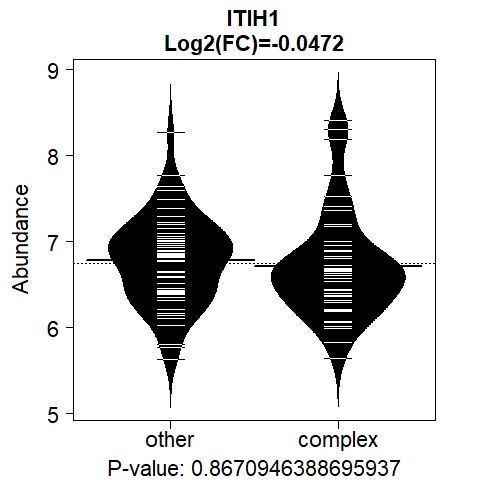 ITIH1
Log2(FC)=-0.0472
Abundance
9
8
7
6
5
other complex
P-value: 0.8670946388695937